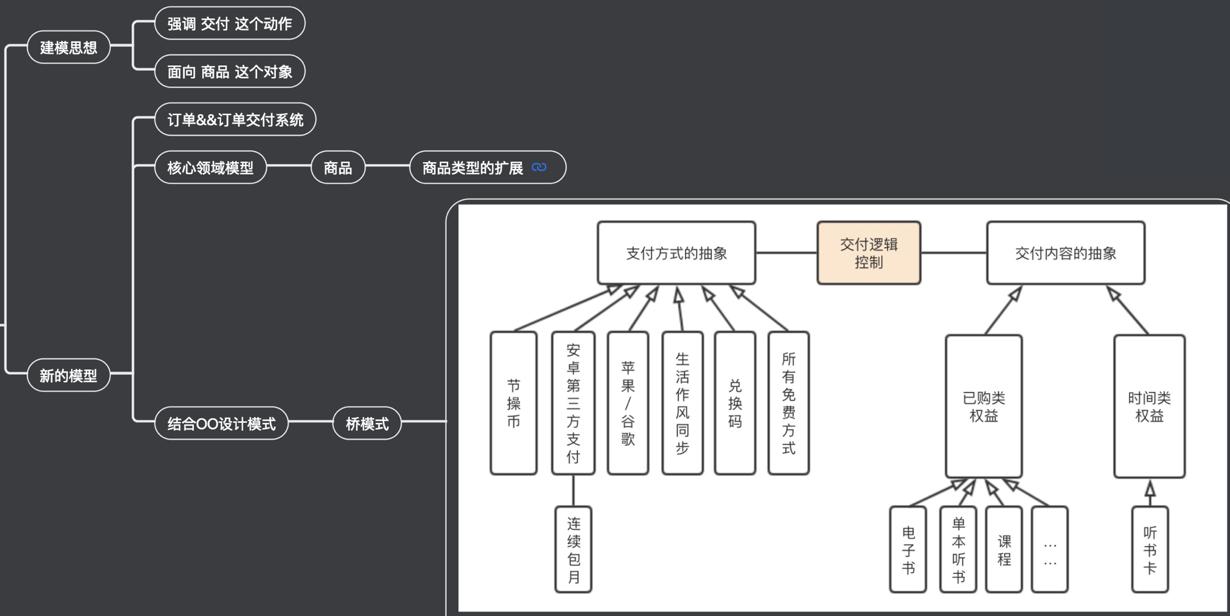 建模思想
强调 交付 这个动作
面向 商品 这个对象
新的模型
订单&&订单交付系统
核心领域模型
商品
商品类型的扩展
结合OO设计模式
桥模式
支付方式的抽象
交付逻辑
控制
交付内容的抽象
节操币
安卓第三方支付
苹果/谷歌
生活作风同步
兑换码
所有免费方式
连续包月
已购类
权益
时间类
权益
电子书
单本听书
课程
……
听书卡